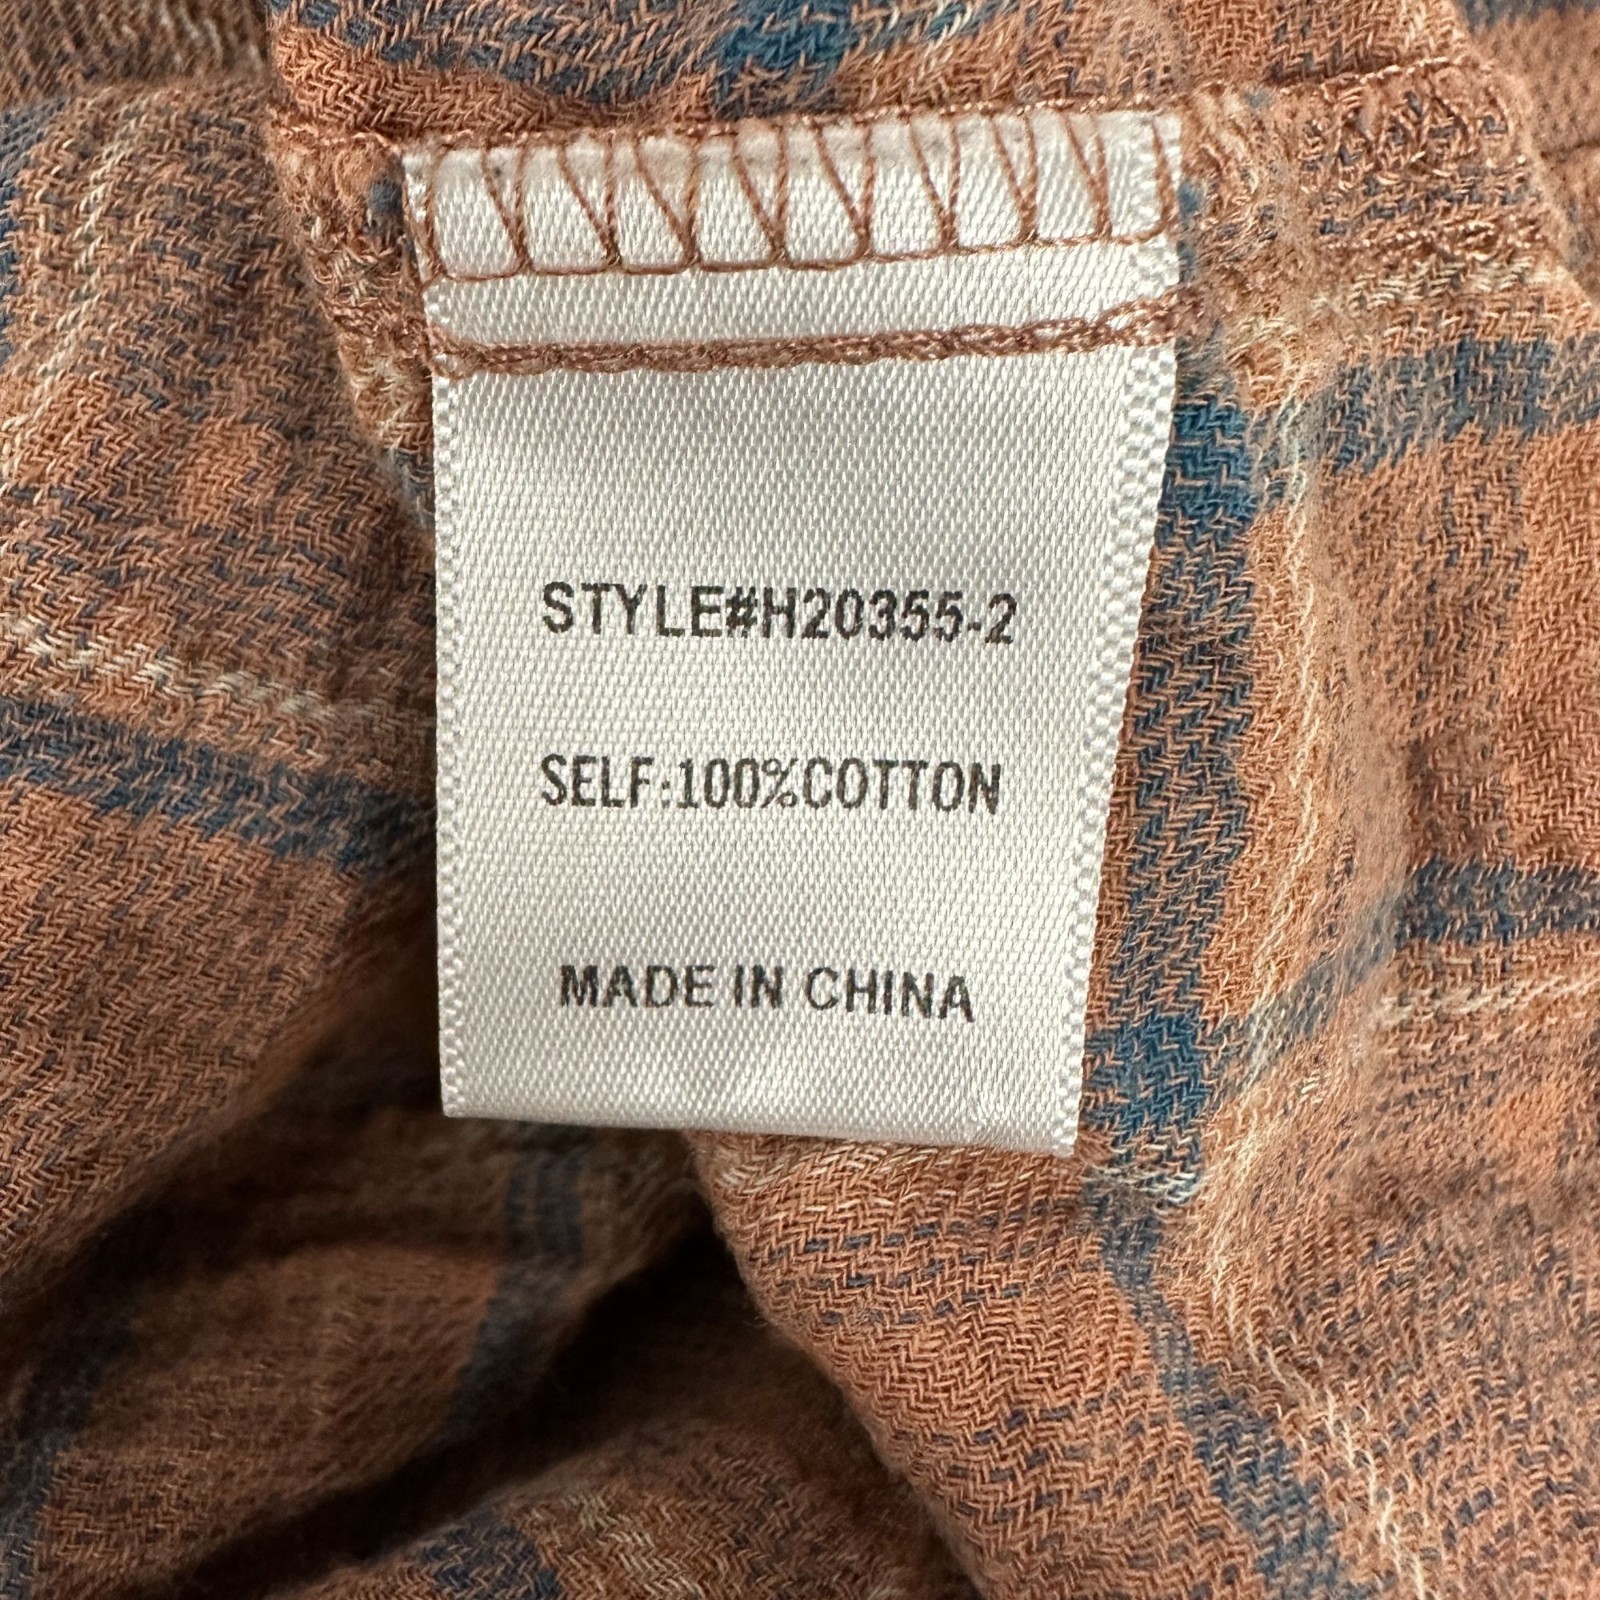 STYLE#H20355-2
SELF:100%COTTON
MADE IN CHINA